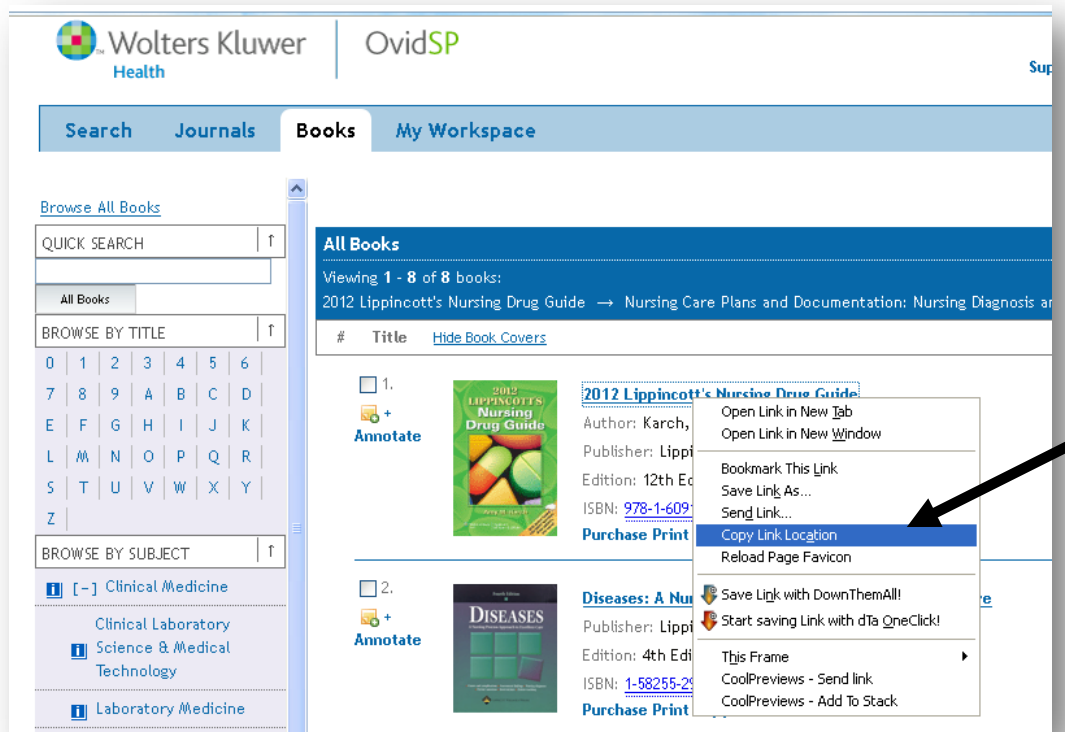 Wolters Kluwer
Health
OvidSP
Sup
Search Journals Books My Workspace
Browse All Books
QUICK SEARCH ↑
All Books
BROWSE BY TITLE ↑
0 | 1 | 2 | 3 | 4 | 5 | 6 |
7 | 8 | 9 | A | B | C | D |
E | F | G | H | I | J | K |
L | M | N | O | P | Q | R |
S | T | U | V | W | X | Y |
Z |
BROWSE BY SUBJECT ↑
[-] Clinical Medicine
Clinical Laboratory
Science & Medical
Technology
Laboratory Medicine
All Books
Viewing 1 - 8 of 8 books:
2012 Lippincott's Nursing Drug Guide → Nursing Care Plans and Documentation: Nursing Diagnosis an
# Title Hide Book Covers
1.
+
Annotate
2012
LIPPINCOTT'S
Nursing
Drug Guide
Amy M. Karch
2012 Lippincott's Nursing Drug Guide
Author: Karch,
Publisher: Lippi
Edition: 12th Ed
ISBN: 978-1-609
Purchase Print
2.
+
Annotate
Fourth Edition
DISEASES
Diseases: A Nu
re
Publisher: Lippi
Edition: 4th Edi
ISBN: 1-58255-29
Purchase Print
Open Link in New Tab
Open Link in New Window
Bookmark This Link
Save Link As...
Send Link...
Copy Link Location
Reload Page Favicon
Save Link with DownThemAll!
Start saving Link with dTa OneClick!
This Frame
CoolPreviews - Send link
CoolPreviews - Add To Stack